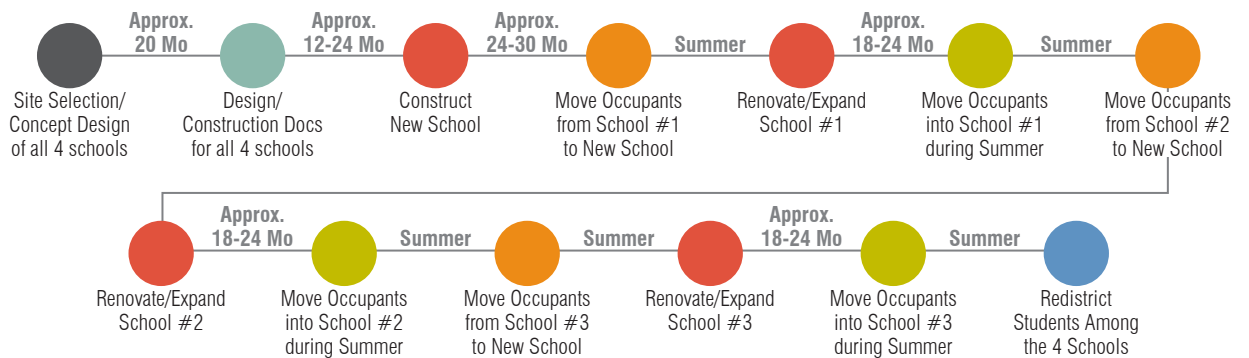 Approx.
20 Mo
Approx.
12-24 Mo
Approx.
24-30 Mo
Summer
Approx.
18-24 Mo
Summer
Site Selection/
Concept Design
of all 4 schools
Design/
Construction Docs
for all 4 schools
Construct
New School
Move Occupants
from School #1
to New School
Renovate/Expand
School #1
Move Occupants
into School #1
during Summer
Move Occupants
from School #2
to New School
Approx.
18-24 Mo
Summer
Summer
Approx.
18-24 Mo
Summer
Renovate/Expand
School #2
Move Occupants
into School #2
during Summer
Move Occupants
from School #3
to New School
Renovate/Expand
School #3
Move Occupants
into School #3
during Summer
Redistrict
Students Among
the 4 Schools